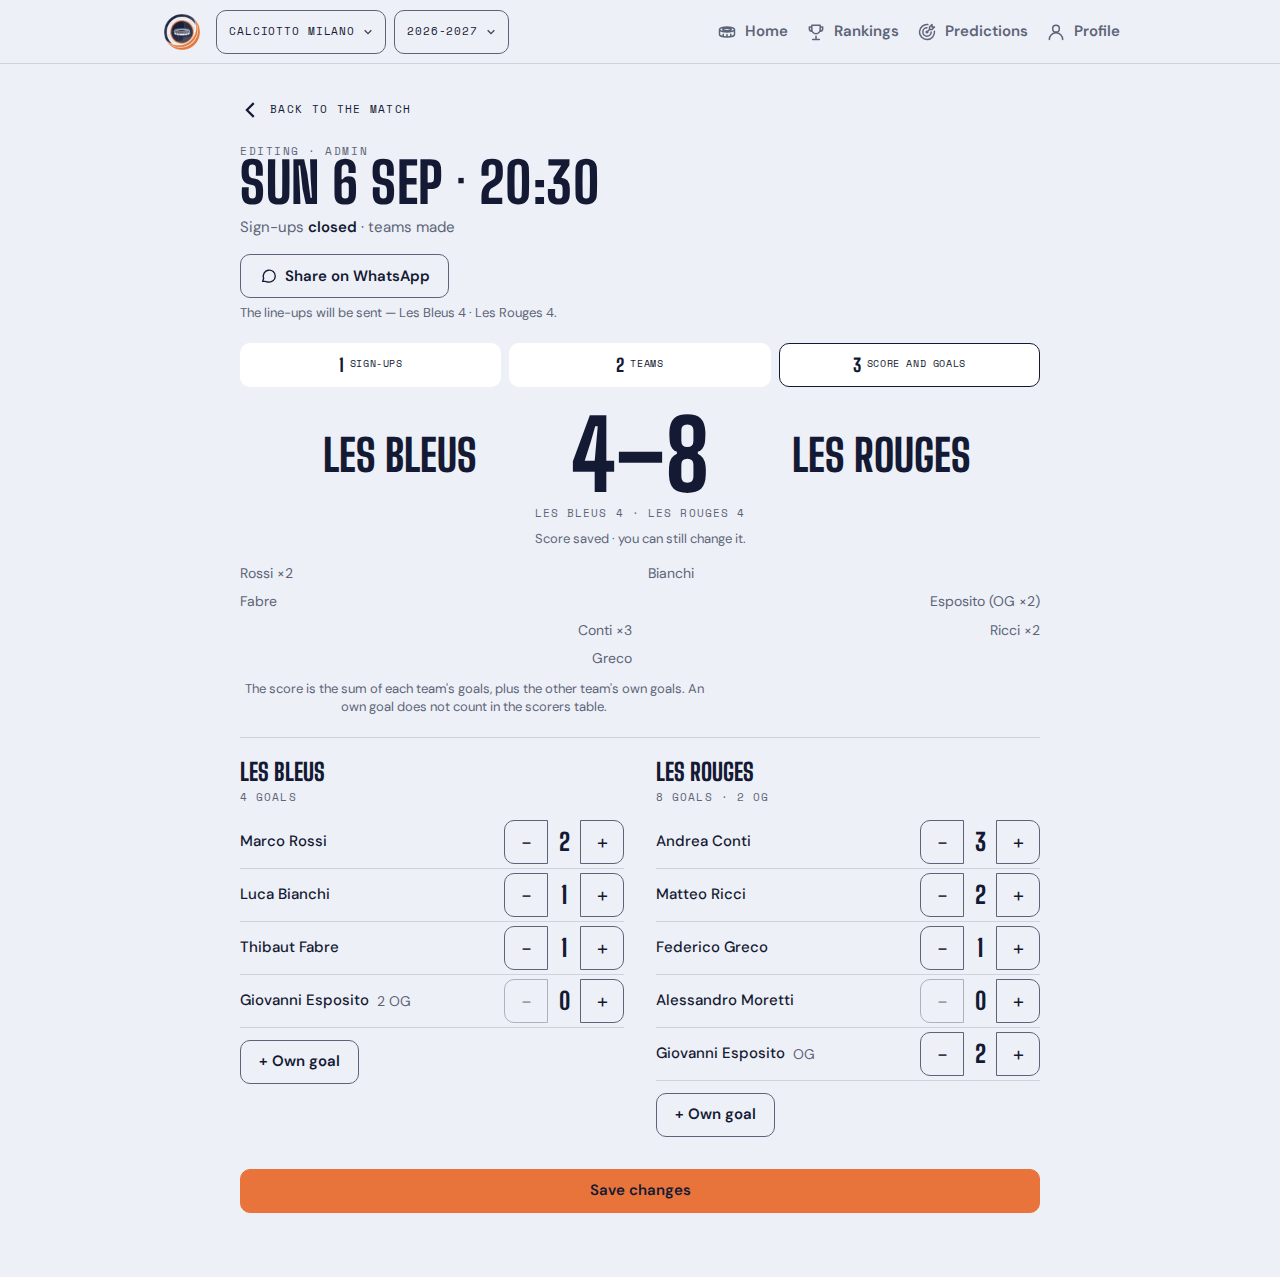 CALCIOTTO MILANO
2026-2027
Home
Rankings
Predictions
Profile
BACK TO THE MATCH
EDITING · ADMIN
SUN 6 SEP · 20:30
Sign-ups closed · teams made
Share on WhatsApp
The line-ups will be sent — Les Bleus 4 · Les Rouges 4.
1 SIGN-UPS
2 TEAMS
3 SCORE AND GOALS
LES BLEUS
4–8
LES ROUGES
LES BLEUS 4 · LES ROUGES 4
Score saved · you can still change it.
Rossi ×2
Bianchi
Fabre
Esposito (OG ×2)
Conti ×3
Ricci ×2
Greco
The score is the sum of each team's goals, plus the other team's own goals. An
own goal does not count in the scorers table.
LES BLEUS
4 GOALS
Marco Rossi − 2 +
Luca Bianchi − 1 +
Thibaut Fabre − 1 +
Giovanni Esposito 2 OG − 0 +
+ Own goal
LES ROUGES
8 GOALS · 2 OG
Andrea Conti − 3 +
Matteo Ricci − 2 +
Federico Greco − 1 +
Alessandro Moretti − 0 +
Giovanni Esposito OG − 2 +
+ Own goal
Save changes